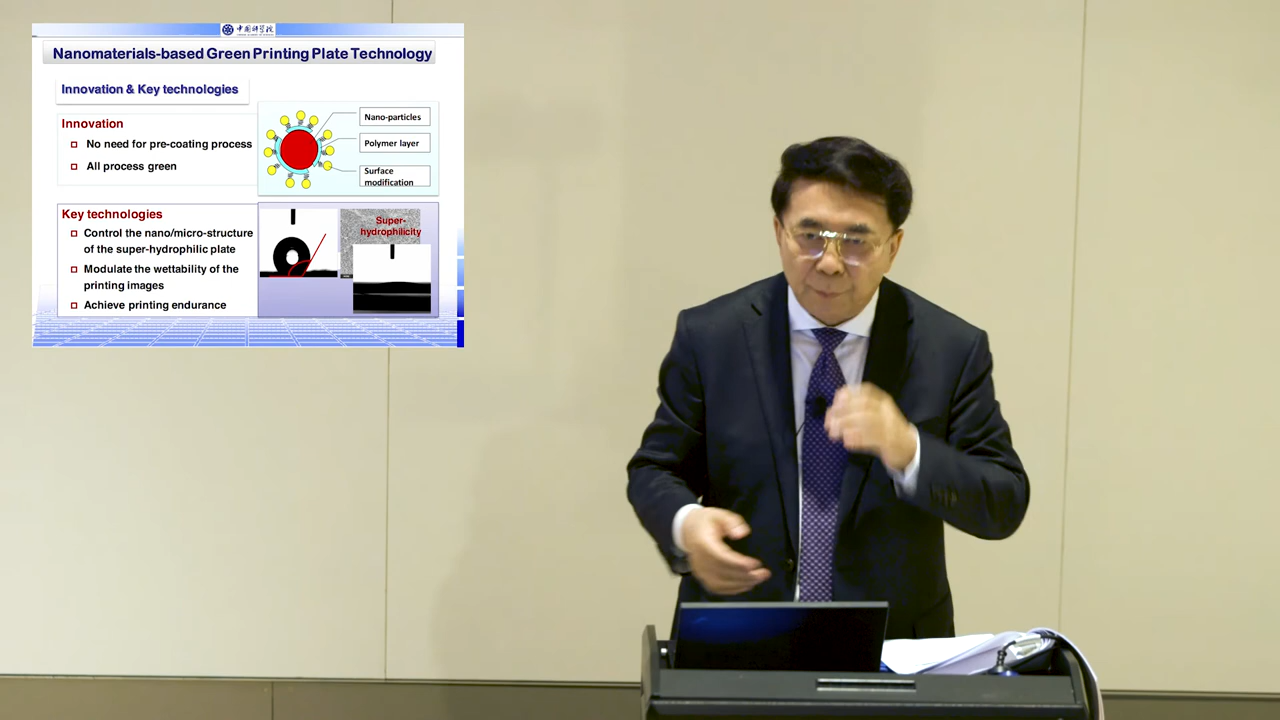 中国科学院
Nanomaterials-based Green Printing Plate Technology
Innovation & Key technologies
Innovation
No need for pre-coating process
All process green
Nano-particles
Polymer layer
Surface
modification
Key technologies
Control the nano/micro-structure
of the super-hydrophilic plate
Modulate the wettability of the
printing images
Achieve printing endurance
Super-
hydrophilicity